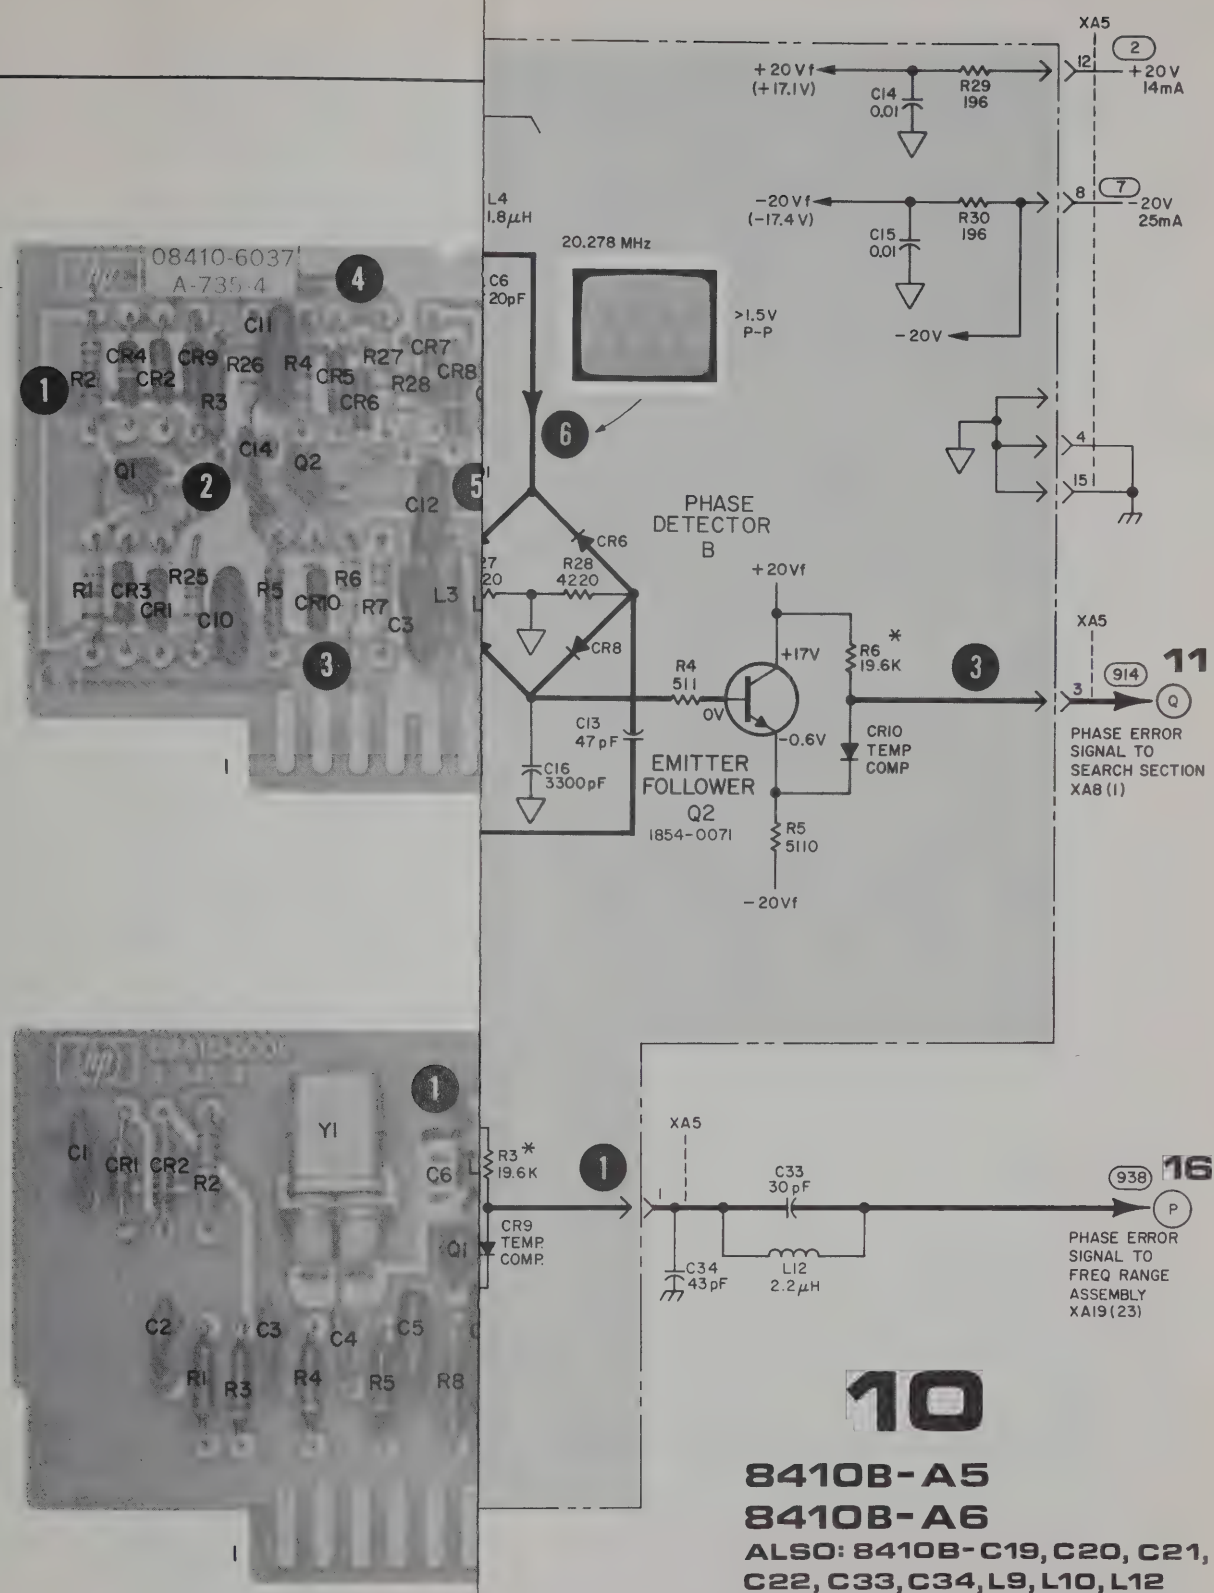 XA5
2
12
+20V
14mA
+20Vf
(+17.1V)
R29
196
C14
0.01
7
8
-20V
25mA
-20Vf
(-17.4V)
R30
196
C15
0.01
-20V
4
15
L4
1.8µH
20.278 MHz
>1.5V
P-P
C6
20pF
6
08410-6037
A-735-4
4
C11
1
R2
CR4
CR2
CR9
R3
R26
R4
CR5
CR6
R27
R28
CR7
CR8
Q1
2
C14
Q2
C12
5
R1
CR3
CR1
R25
C10
R5
CR10
R6
R7
C3
L3
3
1
PHASE
DETECTOR
B
CR6
27
20
R28
4220
CR8
+20Vf
+17V
R6 *
19.6K
R4
511
0V
-0.6V
C13
47pF
C16
3300pF
EMITTER
FOLLOWER
Q2
1854-0071
CR10
TEMP
COMP
R5
5110
-20Vf
3
XA5
3
914
11
Q
PHASE ERROR
SIGNAL TO
SEARCH SECTION
XA8(1)
hp
1
C1
CR1
CR2
R2
Y1
C6
Q1
C2
R1
R3
C3
R4
C4
C5
R5
R8
1
R3 *
19.6K
CR9
TEMP.
COMP.
1
XA5
1
C33
30pF
C34
43pF
L12
2.2µH
938
16
P
PHASE ERROR
SIGNAL TO
FREQ RANGE
ASSEMBLY
XA19(23)
10
8410B-A5
8410B-A6
ALSO: 8410B-C19, C20, C21,
C22, C33, C34, L9, L10, L12